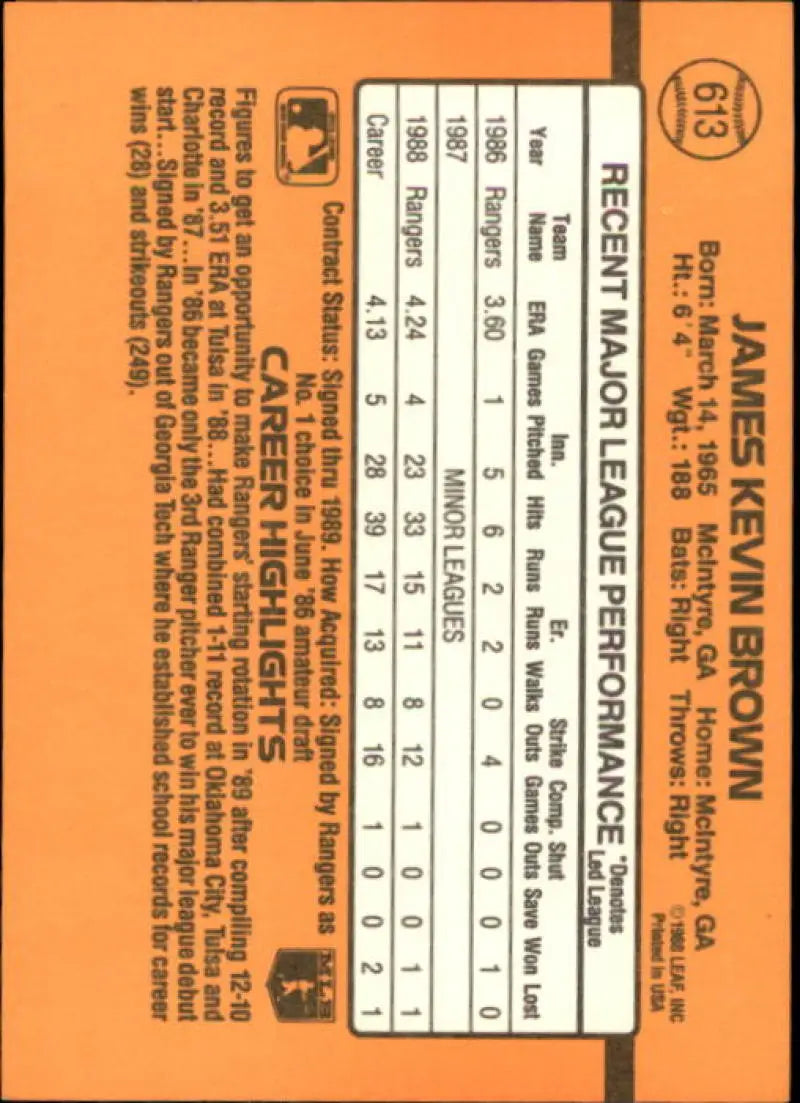 613
JAMES KEVIN BROWN
Born: March 14, 1965 McIntyre, GA Home: McIntyre, GA
Ht.: 6'4" Wgt.: 188 Bats: Right Throws: Right
© 1988 LEAF, INC
Printed in USA
RECENT MAJOR LEAGUE PERFORMANCE *Denotes Led League
Team Inn. Er. Strike Comp. Shut
Year Name ERA Games Pitched Hits Runs Runs Walks Outs Games Outs Save Won Lost
1986 Rangers 3.60 1 5 6 2 2 0 4 0 0 0 1 0
1987 MINOR LEAGUES
1988 Rangers 4.24 4 23 33 15 11 8 12 1 0 0 1 1
Career 4.13 5 28 39 17 13 8 16 1 0 0 2 1
Contract Status: Signed thru 1989. How Acquired: Signed by Rangers as
No. 1 choice in June '86 amateur draft
MLB
CAREER HIGHLIGHTS
Figures to get an opportunity to make Rangers' starting rotation in '89 after compiling 12-10
record and 3.51 ERA at Tulsa in '88...Had combined 1-11 record at Oklahoma City, Tulsa and
Charlotte in '87...In '86 became only the 3rd Ranger pitcher ever to win his major league debut
start...Signed by Rangers out of Georgia Tech where he established school records for career
wins (28) and strikeouts (249).